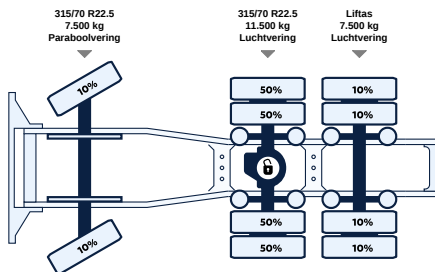 315/70 R22.5
7.500 kg
Paraboolvering
315/70 R22.5
11.500 kg
Luchtvering
Liftas
7.500 kg
Luchtvering
10%
50%
10%
50%
10%
50%
10%
10%
50%
10%